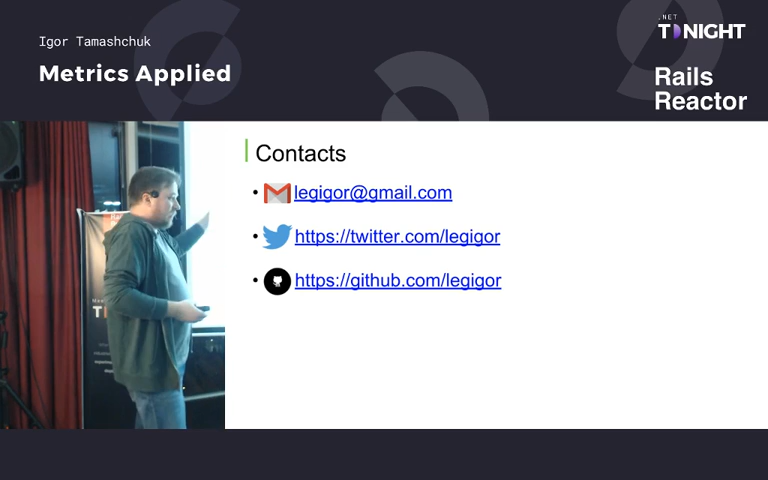 Igor Tamashchuk
Metrics Applied
.NET
TONIGHT
Rails
Reactor
Contacts
• legigor@gmail.com
• https://twitter.com/legigor
• https://github.com/legigor